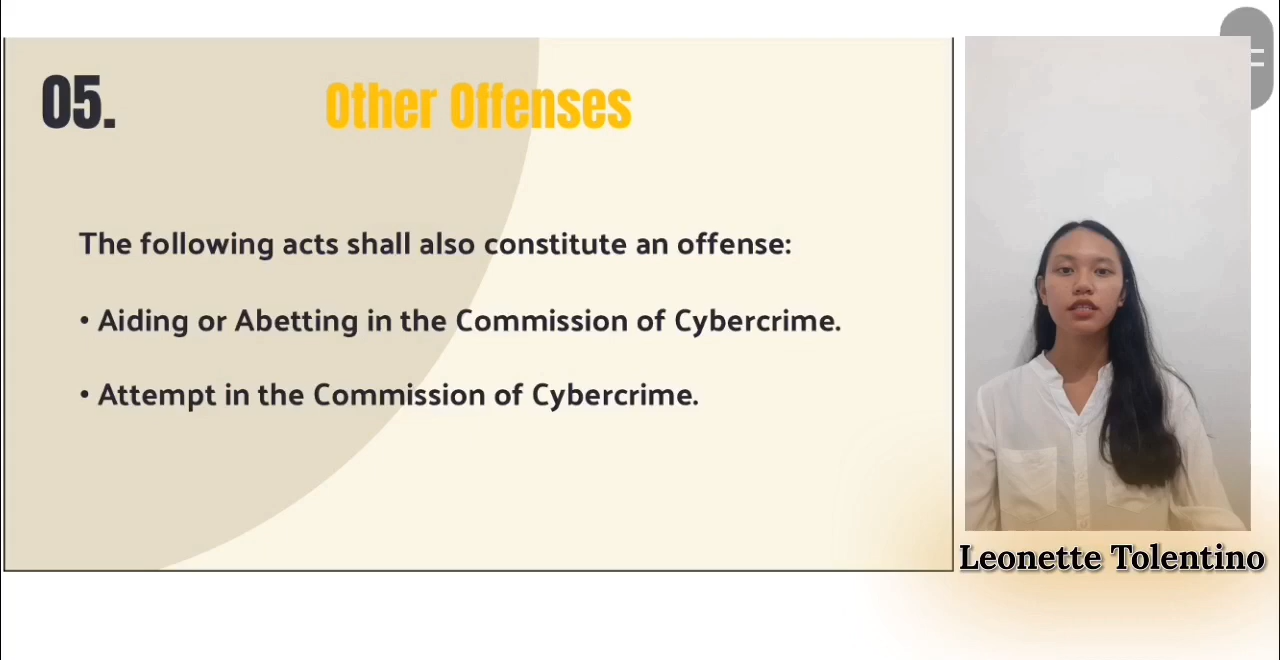 05.
Other Offenses
The following acts shall also constitute an offense:
• Aiding or Abetting in the Commission of Cybercrime.
• Attempt in the Commission of Cybercrime.
Leonette Tolentino